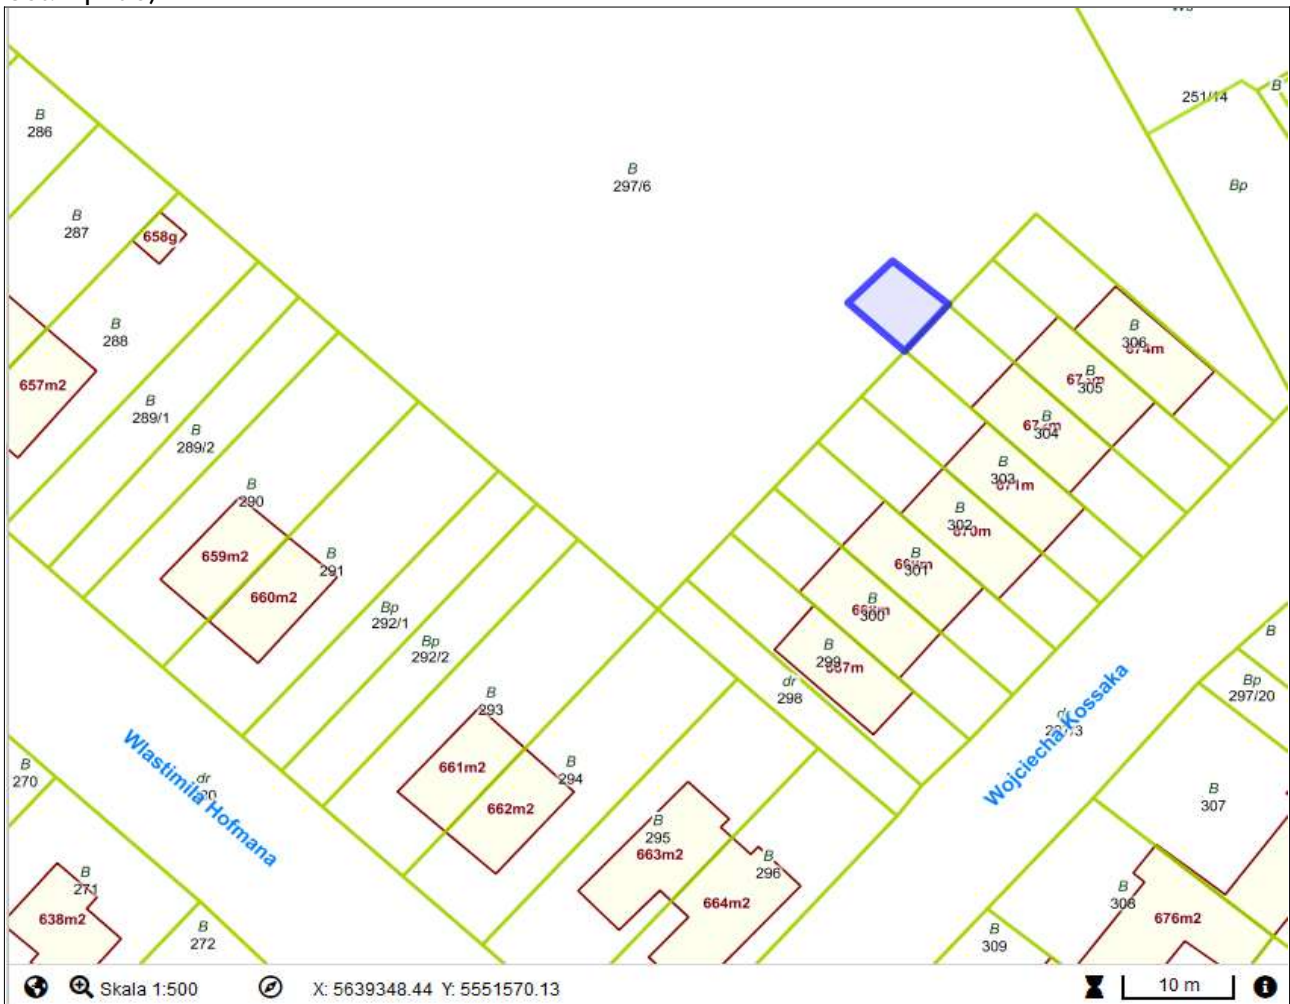 251/14
B
Bp
B
286
B
297/6
B
287
658g
B
288
657m2
B
289/1
B
289/2
B
306
B
305
B
304
B
303
B
302
B
301
B
300
B
299
B
290
659m2
B
291
660m2
Bp
292/1
Bp
292/2
B
293
661m2
B
294
662m2
dr
298
B
295
663m2
B
296
664m2
Wojciecha Kossaka
Wlastimila Hofmana
dr
B
Bp
297/20
B
307
B
308
676m2
B
309
B
270
B
271
638m2
B
272
Skala 1:500
X: 5639348.44 Y: 5551570.13
10 m